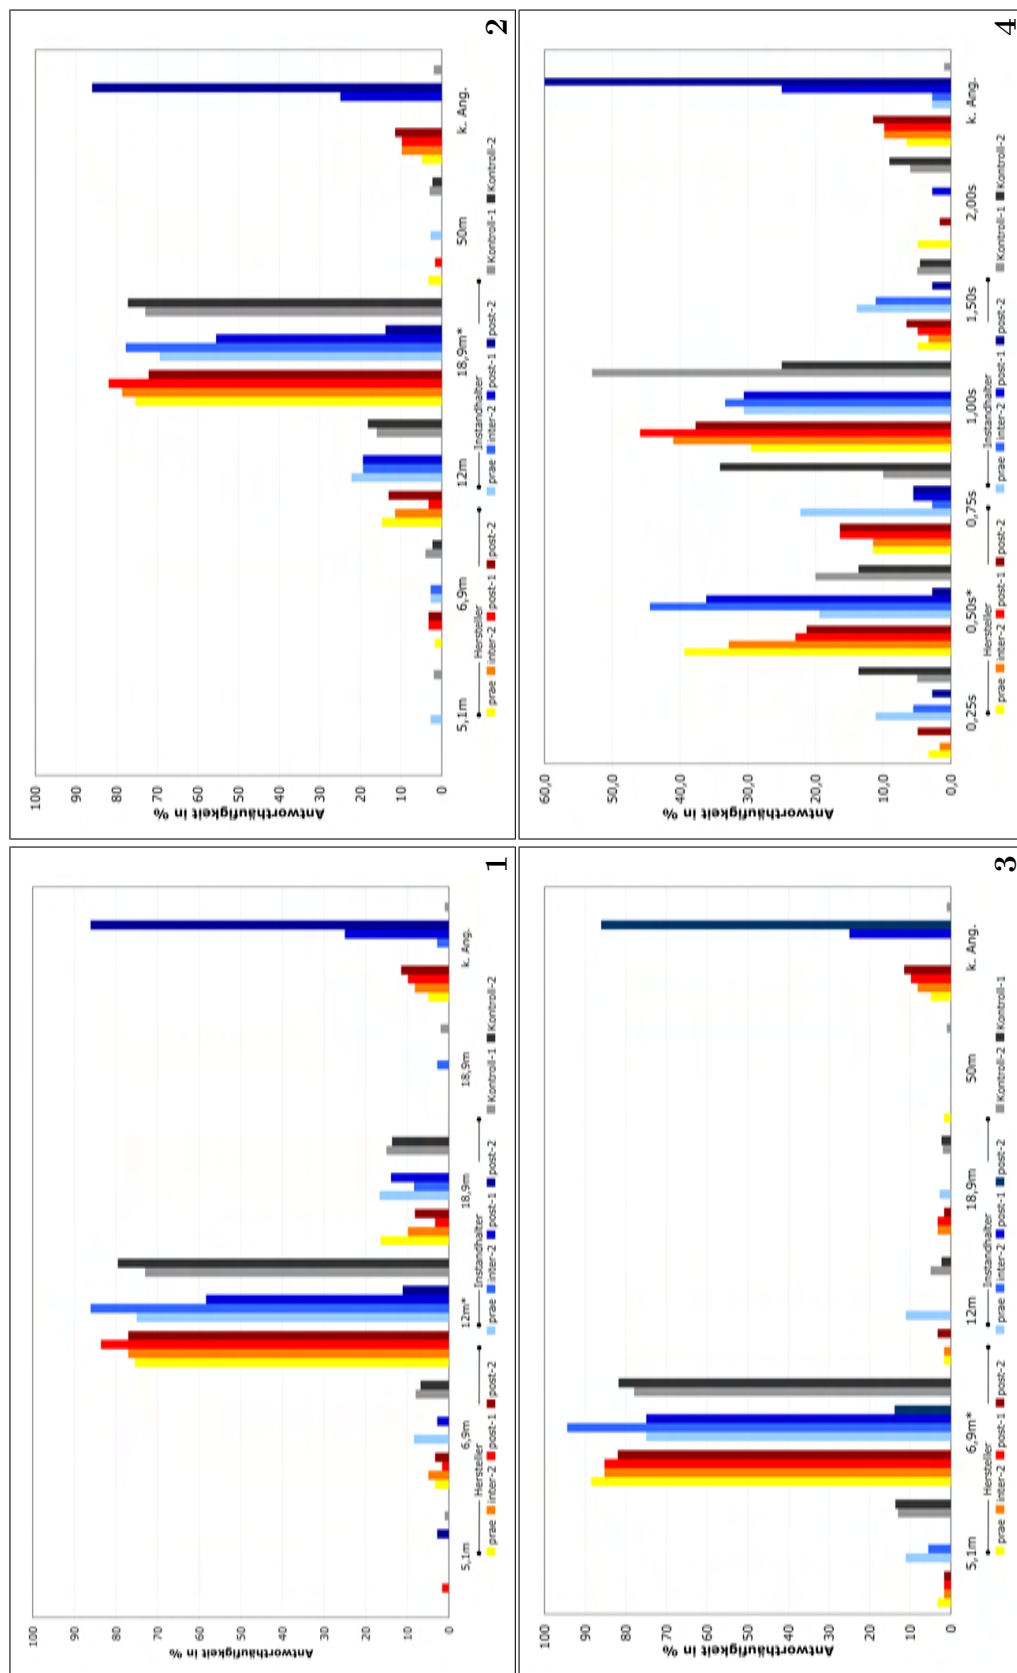 100
90
80
70
60
50
40
30
20
10
0
Antworthäufigkeit in %
5,1m 6,9m 12m* 18,9m 18,9m k. Ang.
Hersteller Instandhalter
prae inter-2 post-1 post-2 prae inter-2 post-1 post-2 Kontroll-1 Kontroll-2
1
100
90
80
70
60
50
40
30
20
10
0
Antworthäufigkeit in %
5,1m 6,9m 12m 18,9m* 50m k. Ang.
Hersteller Instandhalter
prae inter-2 post-1 post-2 prae inter-2 post-1 post-2 Kontroll-1 Kontroll-2
2
100
90
80
70
60
50
40
30
20
10
0
Antworthäufigkeit in %
5,1m 6,9m* 12m 18,9m 50m k. Ang.
Hersteller Instandhalter
prae inter-2 post-1 post-2 prae inter-2 post-1 post-2 Kontroll-2 Kontroll-1
3
60,0
50,0
40,0
30,0
20,0
10,0
0,0
Antworthäufigkeit in %
0,25s 0,50s* 0,75s 1,00s 1,50s 2,00s k. Ang.
Hersteller Instandhalter
prae inter-2 post-1 post-2 prae inter-2 post-1 post-2 Kontroll-1 Kontroll-2
4